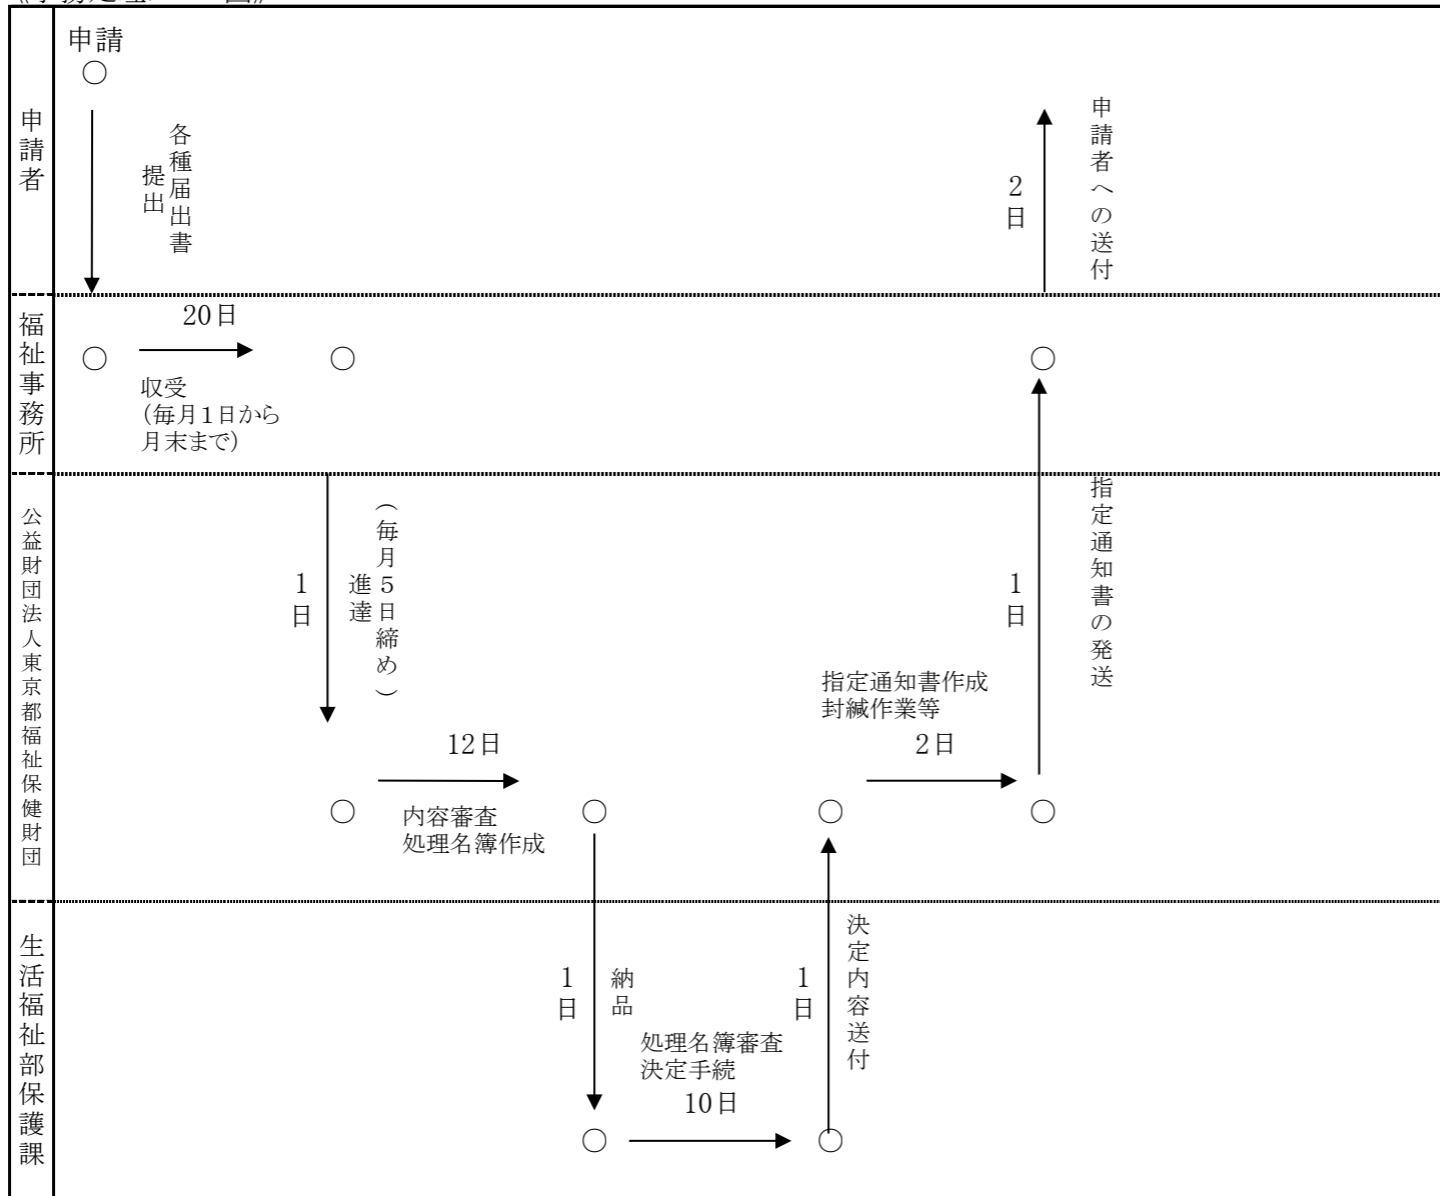 申請
申請者
各種届出書
提出
2日
申請者への送付
福祉事務所
20日
収受
(毎月1日から
月末まで)
公益財団法人東京都福祉保健財団
1日
(毎月5日締め)
進達
12日
内容審査
処理名簿作成
指定通知書作成
封緘作業等
2日
1日
指定通知書の発送
生活福祉部保護課
1日
納品
処理名簿審査
決定手続
10日
1日
決定内容送付